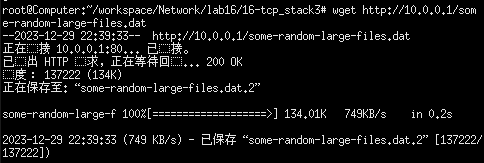 root@Computer:~/workspace/Network/lab16/16-tcp_stack3# wget http://10.0.0.1/som
e-random-large-files.dat
--2023-12-29 22:39:33--  http://10.0.0.1/some-random-large-files.dat
正在□接 10.0.0.1:80... 已□接。
已□出 HTTP □求，正在等待回□... 200 OK
□度： 137222 (134K)
正在保存至: “some-random-large-files.dat.2”
some-random-large-f 100%[===================>] 134.01K   749KB/s    in 0.2s
2023-12-29 22:39:33 (749 KB/s) - 已保存 “some-random-large-files.dat.2” [137222/
137222])